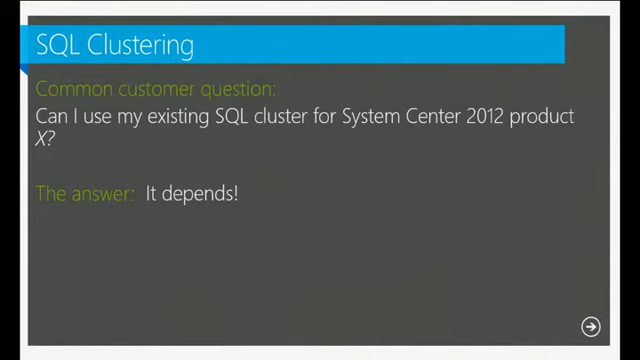 SQL Clustering
Common customer question:
Can I use my existing SQL cluster for System Center 2012 product
X?
The answer: It depends!